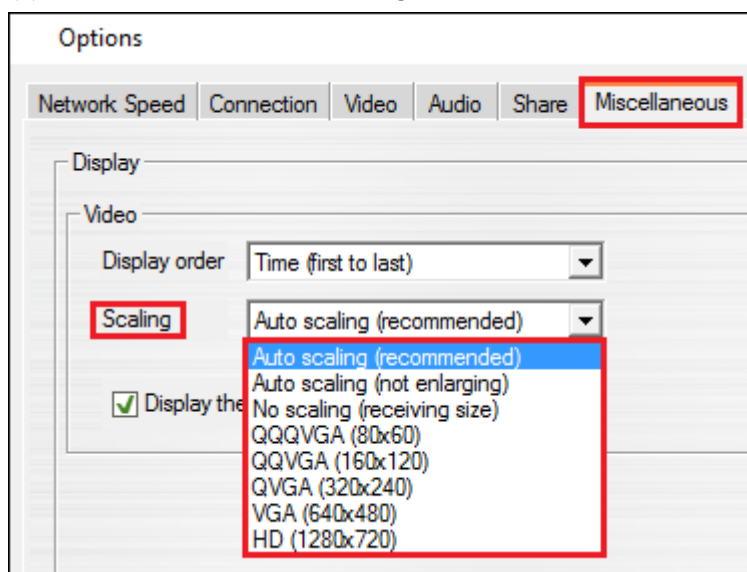 Options
Network Speed Connection Video Audio Share Miscellaneous
Display
Video
Display order Time (first to last)
Scaling Auto scaling (recommended)
Auto scaling (recommended)
Auto scaling (not enlarging)
Display the No scaling (receiving size)
QQQVGA (80x60)
QQVGA (160x120)
QVGA (320x240)
VGA (640x480)
HD (1280x720)